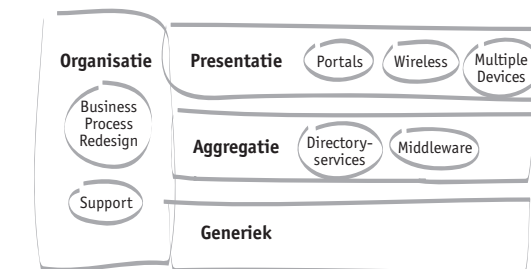 Organisatie
Business
Process
Redesign
Support
Presentatie
Portals
Wireless
Multiple
Devices
Aggregatie
Directory-
services
Middleware
Generiek